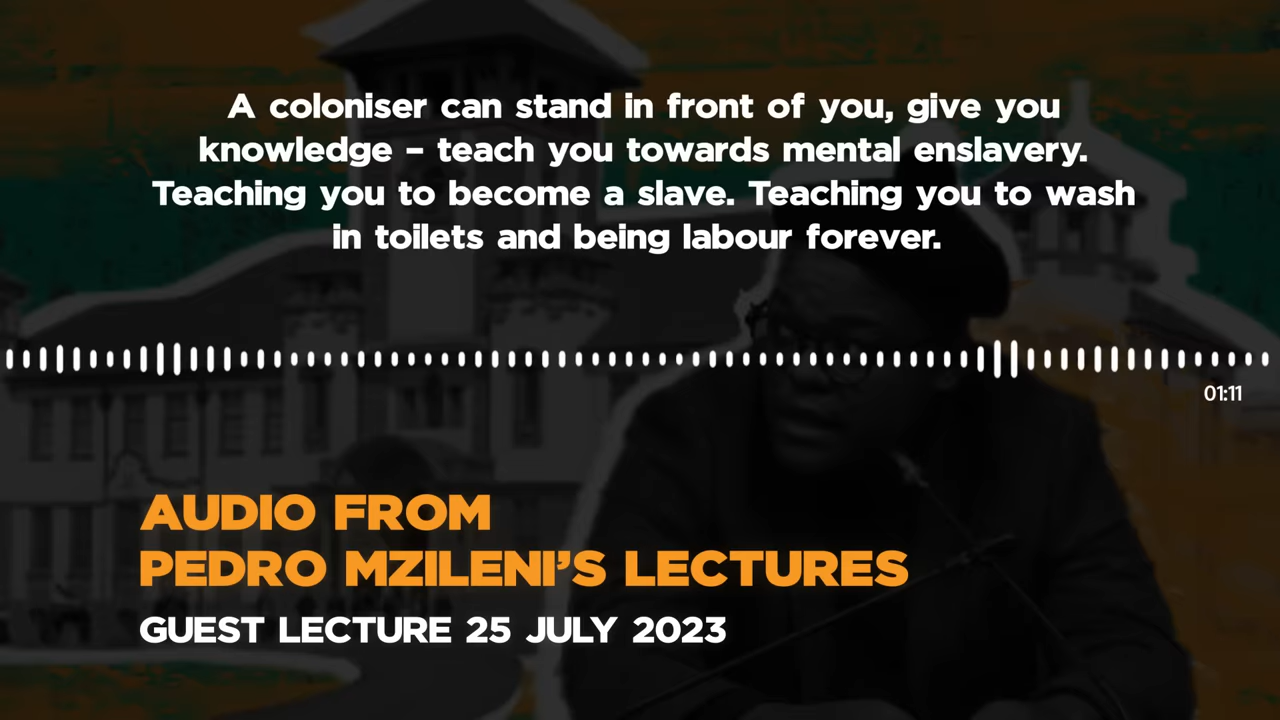 A coloniser can stand in front of you, give you
knowledge – teach you towards mental enslavery.
Teaching you to become a slave. Teaching you to wash
in toilets and being labour forever.
01:11
AUDIO FROM
PEDRO MZILENI'S LECTURES
GUEST LECTURE 25 JULY 2023